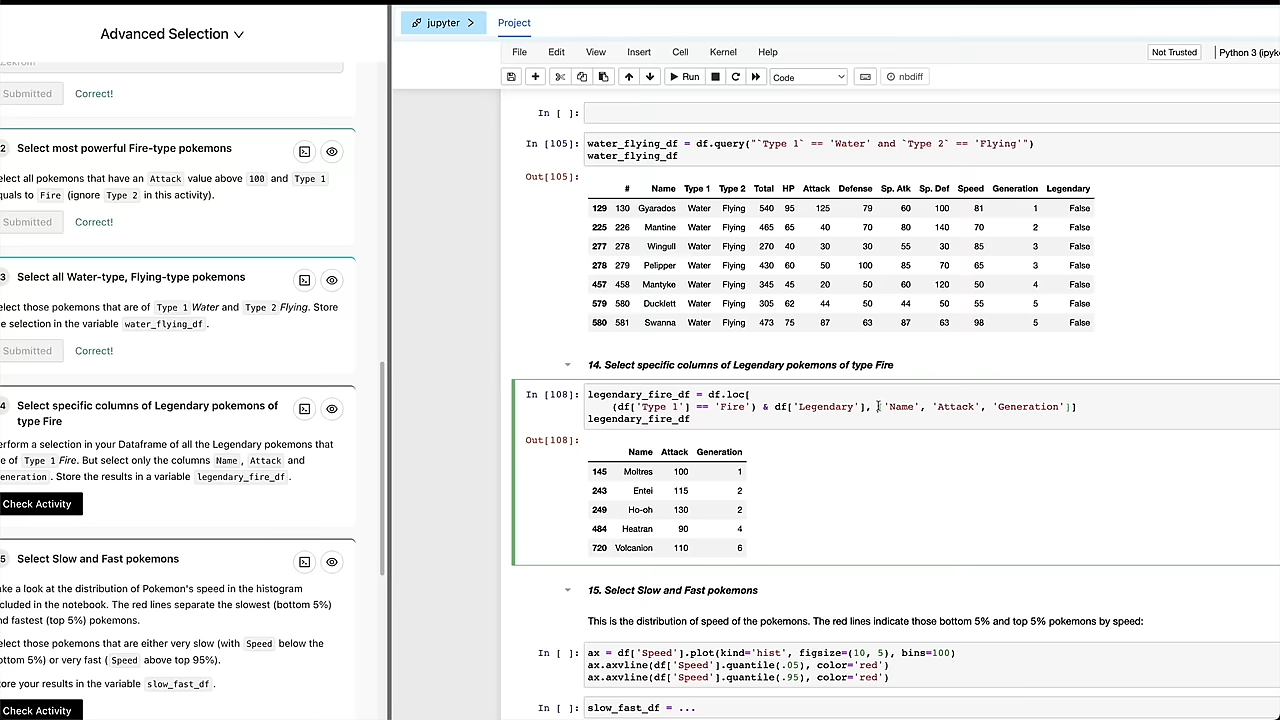 Advanced Selection
Submitted
Correct!
2 Select most powerful Fire-type pokemons
elect all pokemons that have an Attack value above 100 and Type 1
quals to Fire (ignore Type 2 in this activity).
Submitted
Correct!
3 Select all Water-type, Flying-type pokemons
elect those pokemons that are of Type 1 Water and Type 2 Flying. Store
e selection in the variable water_flying_df.
Submitted
Correct!
4 Select specific columns of Legendary pokemons of
type Fire
erform a selection in your Dataframe of all the Legendary pokemons that
e of Type 1 Fire. But select only the columns Name, Attack and
eneration. Store the results in a variable legendary_fire_df.
Check Activity
5 Select Slow and Fast pokemons
ke a look at the distribution of Pokemon's speed in the histogram
cluded in the notebook. The red lines separate the slowest (bottom 5%)
nd fastest (top 5%) pokemons.
elect those pokemons that are either very slow (with Speed below the
ottom 5%) or very fast (Speed above top 95%).
ore your results in the variable slow_fast_df.
Check Activity
jupyter
Project
File Edit View Insert Cell Kernel Help
Not Trusted
Python 3 (ipyk
Run
Code
nbdiff
In [ ]:
In [105]: water_flying_df = df.query("`Type 1` == 'Water' and `Type 2` == 'Flying'")
water_flying_df
Out[105]:
# Name Type 1 Type 2 Total HP Attack Defense Sp. Atk Sp. Def Speed Generation Legendary
129 130 Gyarados Water Flying 540 95 125 79 60 100 81 1 False
225 226 Mantine Water Flying 465 65 40 70 80 140 70 2 False
277 278 Wingull Water Flying 270 40 30 30 55 30 85 3 False
278 279 Pelipper Water Flying 430 60 50 100 85 70 65 3 False
457 458 Mantyke Water Flying 345 45 20 50 60 120 50 4 False
579 580 Ducklett Water Flying 305 62 44 50 44 50 55 5 False
580 581 Swanna Water Flying 473 75 87 63 87 63 98 5 False
14. Select specific columns of Legendary pokemons of type Fire
In [108]: legendary_fire_df = df.loc[
(df['Type 1'] == 'Fire') & df['Legendary'], ['Name', 'Attack', 'Generation']]
legendary_fire_df
Out[108]:
Name Attack Generation
145 Moltres 100 1
243 Entei 115 2
249 Ho-oh 130 2
484 Heatran 90 4
720 Volcanion 110 6
15. Select Slow and Fast pokemons
This is the distribution of speed of the pokemons. The red lines indicate those bottom 5% and top 5% pokemons by speed:
In [ ]: ax = df['Speed'].plot(kind='hist', figsize=(10, 5), bins=100)
ax.axvline(df['Speed'].quantile(.05), color='red')
ax.axvline(df['Speed'].quantile(.95), color='red')
In [ ]: slow_fast_df = ...